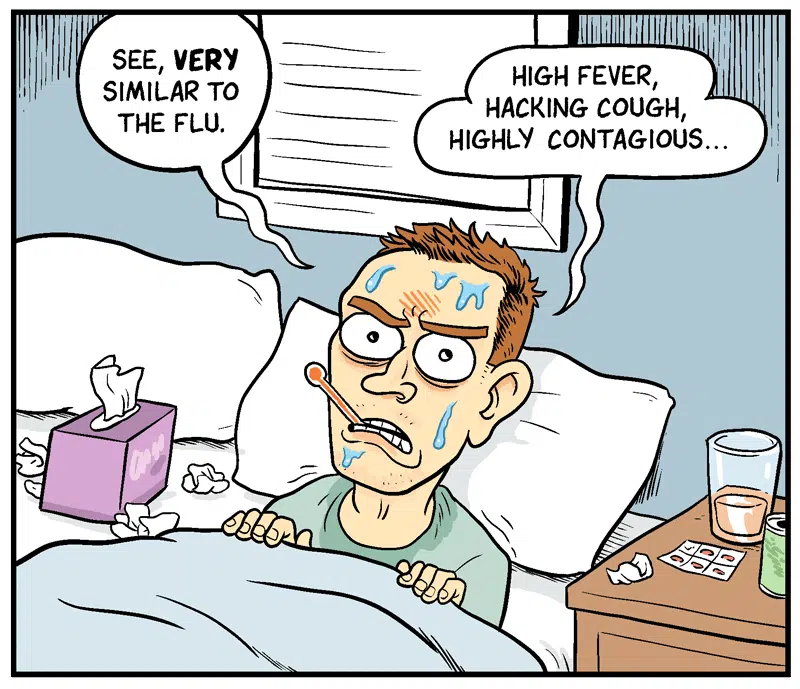 SEE, VERY
SIMILAR TO
THE FLU.
HIGH FEVER,
HACKING COUGH,
HIGHLY CONTAGIOUS...